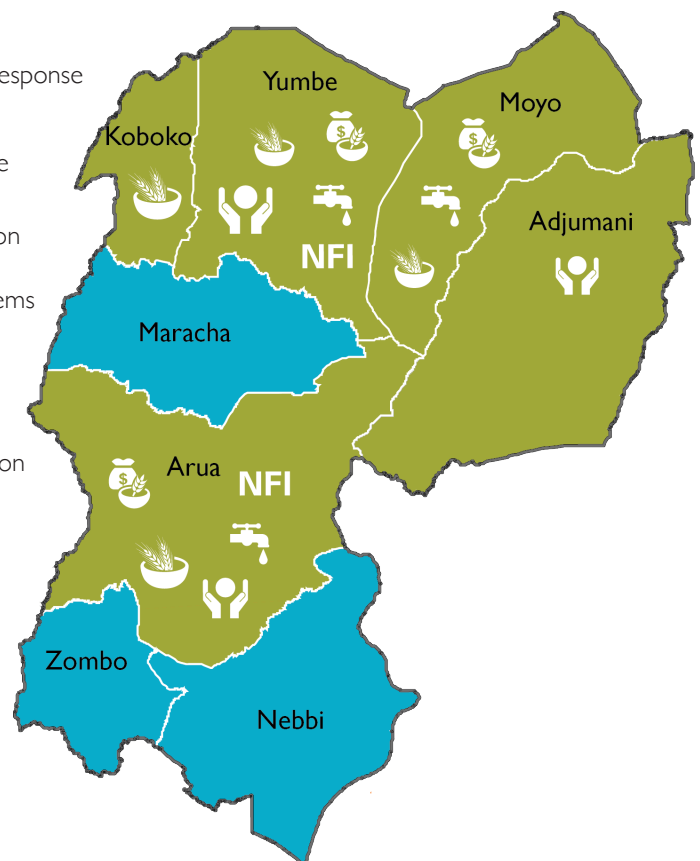 esponse
Yumbe
Moyo
Koboko
e
Adjumani
on
NFI
ems
Maracha
on
Arua
NFI
Zombo
Nebbi